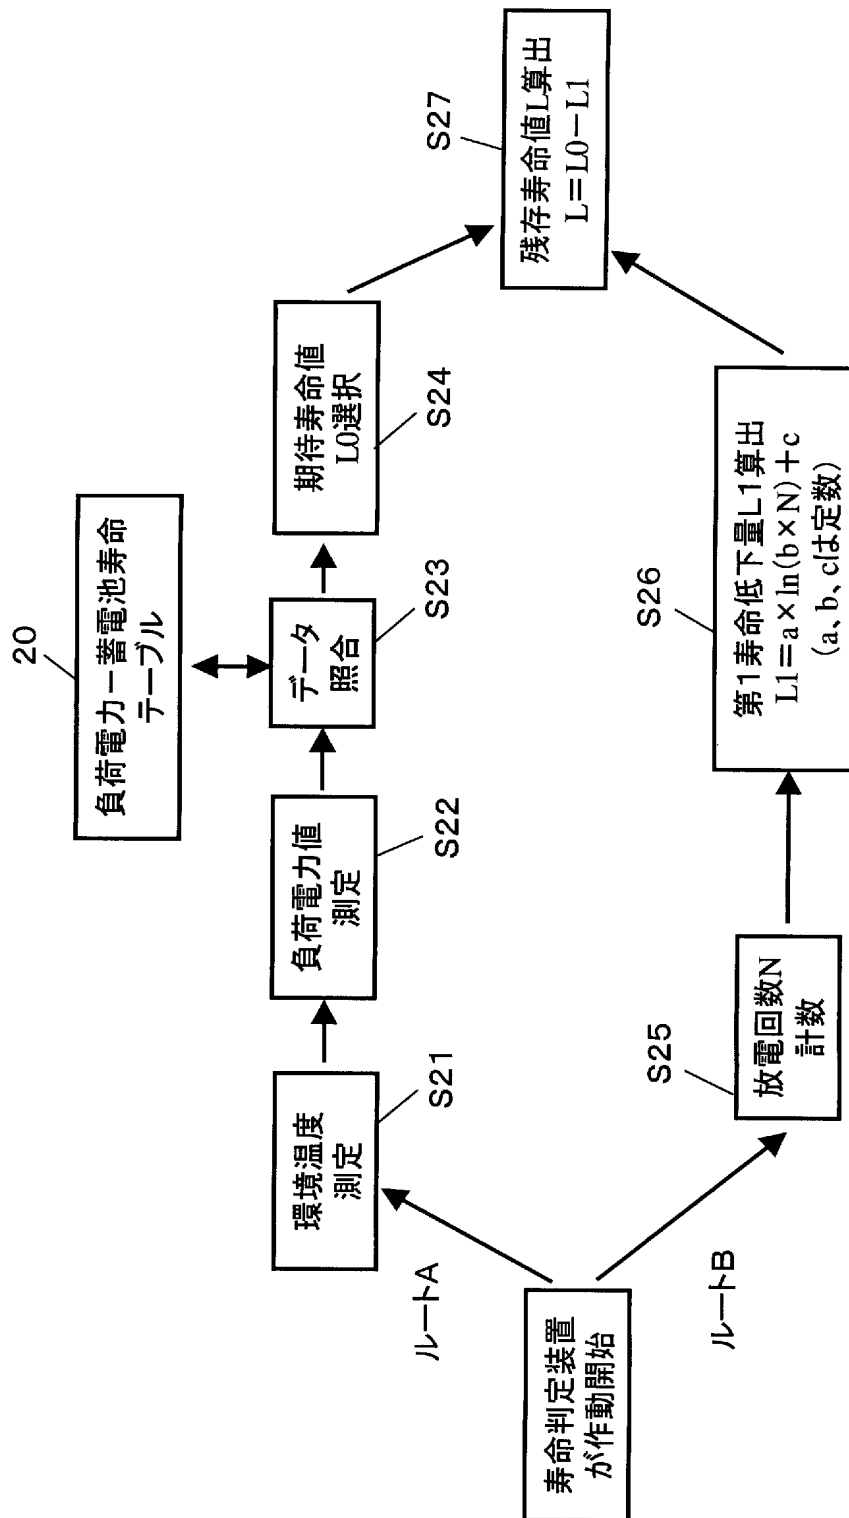 寿命判定装置
が作動開始
ルートA
環境温度
測定
S21
負荷電力値
測定
S22
20
負荷電力ー蓄電池寿命
テーブル
データ
照合
S23
期待寿命値
L0選択
S24
ルートB
放電回数N
計数
S25
第1寿命低下量L1算出
L1＝a×ln(b×N)＋c
(a、b、cは定数)
S26
残存寿命値L算出
L＝L0－L1
S27